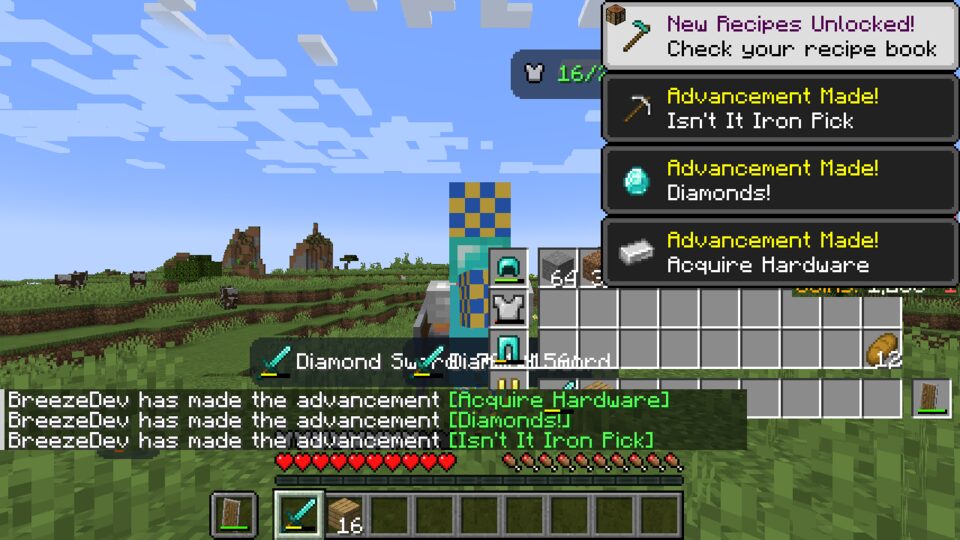 New Recipes Unlocked!
Check your recipe book
16/
Advancement Made!
Isn't It Iron Pick
Advancement Made!
Diamonds!
Advancement Made!
Acquire Hardware
64
12
Diamond
BreezeDev has made the advancement [Acquire Hardware]
BreezeDev has made the advancement [Diamonds!]
BreezeDev has made the advancement [Isn't It Iron Pick]
16